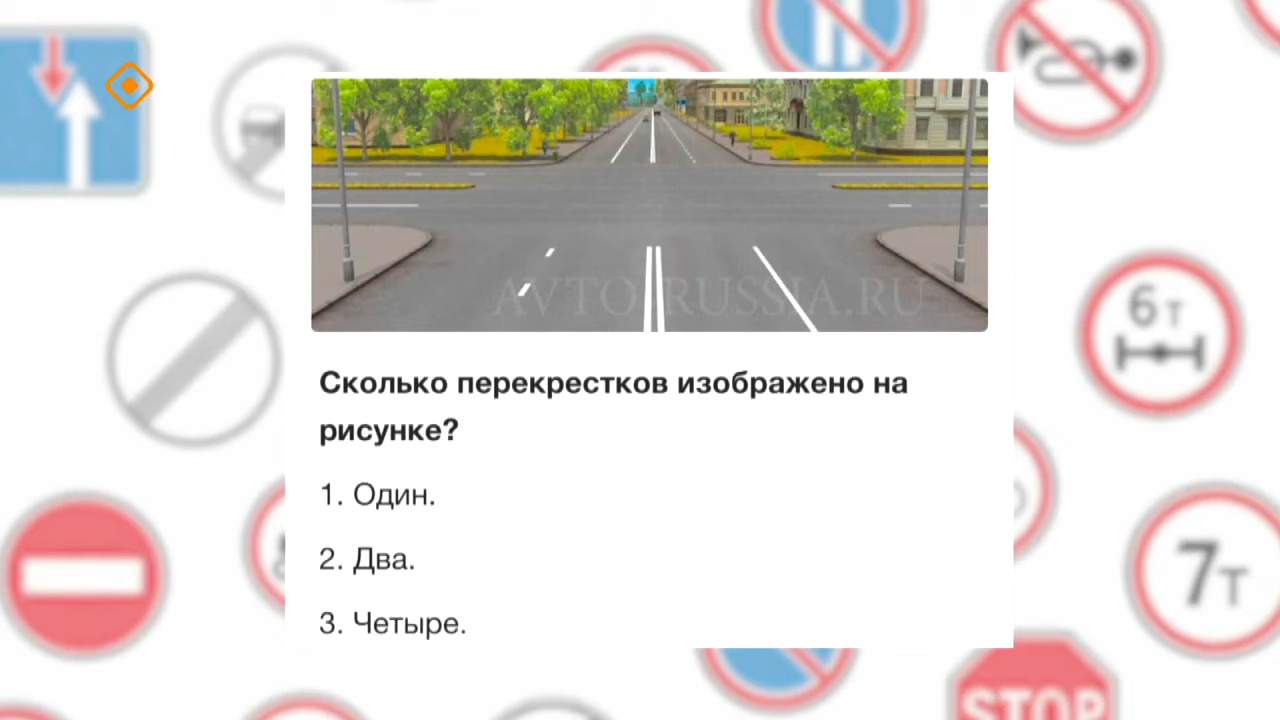 AVTO-RUSSIA.RU
6т
Сколько перекрестков изображено на
рисунке?
1. Один.
2. Два.
3. Четыре.
7т
STOP